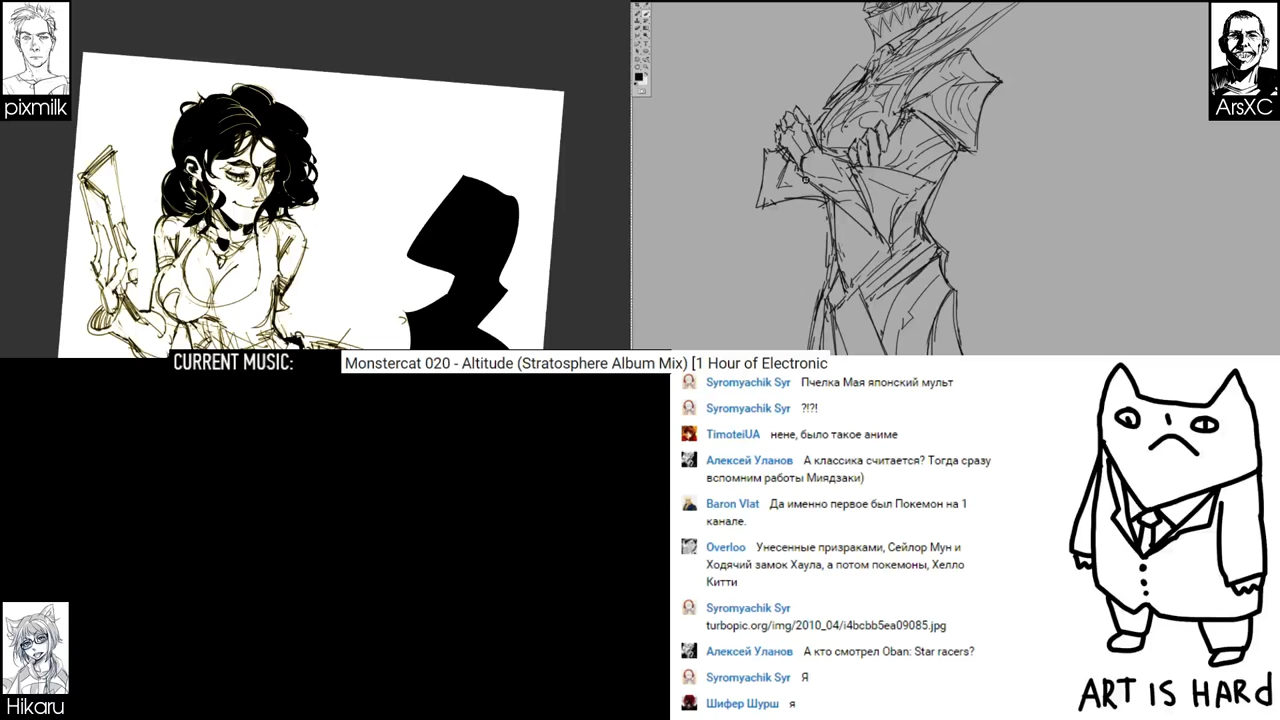 pixmilk
ArsXC
CURRENT MUSIC:
Monstercat 020 - Altitude (Stratosphere Album Mix) [1 Hour of Electronic
Syromyachik Syr Пчелка Мая японский мульт
Syromyachik Syr ?!?!
TimoteiUA нене, было такое аниме
Алексей Уланов А классика считается? Тогда сразу
вспомним работы Миядзаки)
Baron Vlat Да именно первое был Покемон на 1
канале.
Overloo Унесенные призраками, Сейлор Мун и
Ходячий замок Хаула, а потом покемоны, Хелло
Китти
Syromyachik Syr
turbopic.org/img/2010_04/i4bcbb5ea09085.jpg
Алексей Уланов А кто смотрел Oban: Star racers?
Syromyachik Syr Я
Шифер Шурш я
Hikaru
ART IS HARd